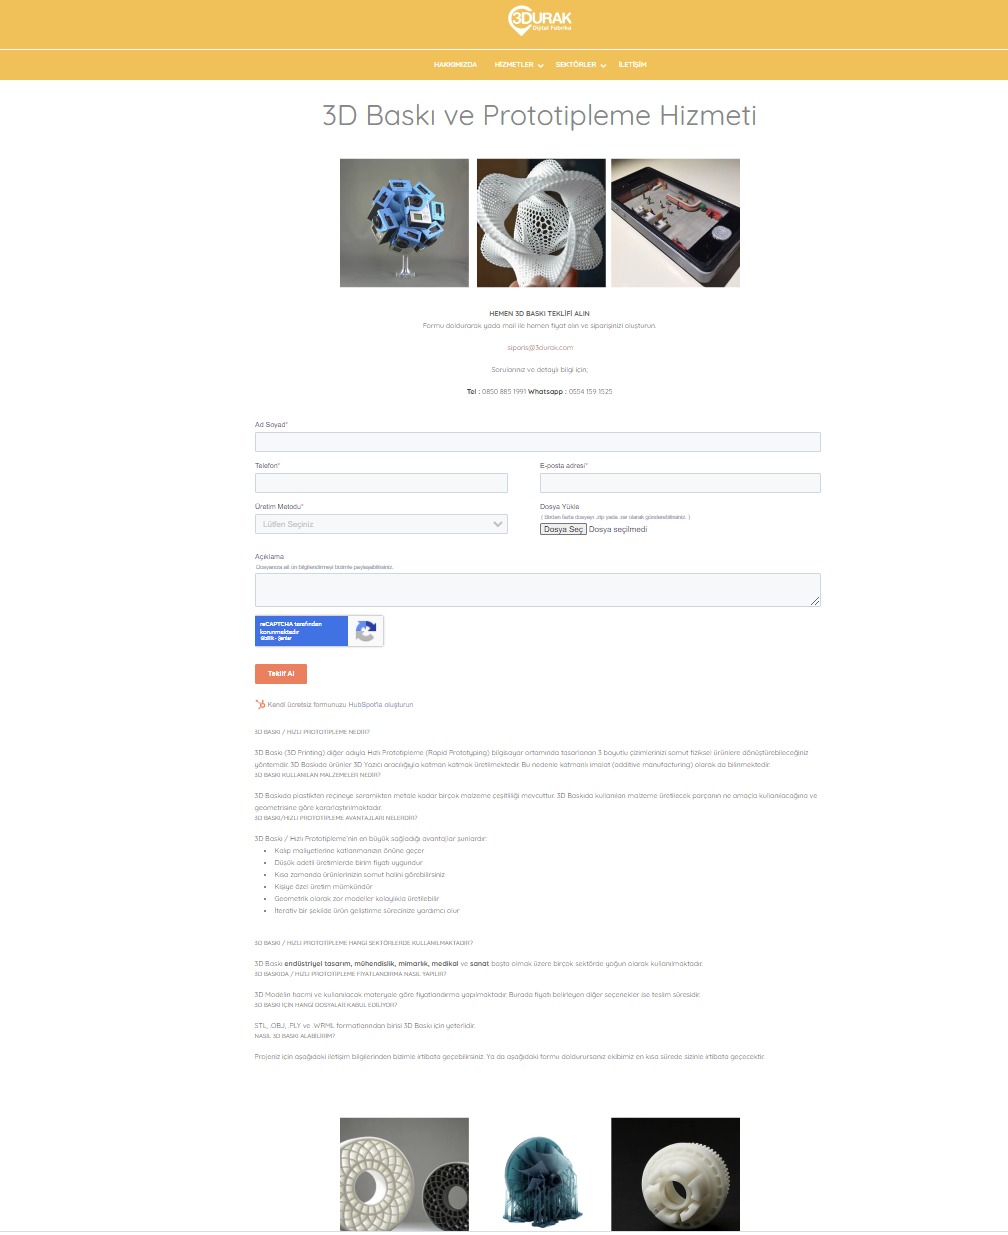 3DURAK
Dijital Fabrika
HAKKIMIZDA HİZMETLER SEKTÖRLER İLETİŞİM
3D Baskı ve Prototipleme Hizmeti
HEMEN 3D BASKI TEKLİFİ ALIN
Formu doldurarak yada mail ile hemen fiyat alın ve siparişinizi oluşturun.
siparis@3durak.com
Sorularınız ve detaylı bilgi için;
Tel : 0850 885 1991 Whatsapp : 0554 159 1525
Ad Soyad*
Telefon*
E-posta adresi*
Üretim Metodu*
Lütfen Seçiniz
Dosya Yükle
( Birden fazla dosyayı .zip yada .rar olarak gönderebilirsiniz. )
Dosya Seç Dosya seçilmedi
Açıklama
Dosyanıza ait ön bilgilendirmeyi bizimle paylaşabilirsiniz.
reCAPTCHA tarafından
korunmaktadır
Gizlilik - Şartlar
Teklif Al
Kendi ücretsiz formunuzu HubSpot'la oluşturun
3D BASKI / HIZLI PROTOTİPLEME NEDİR?
3D Baskı (3D Printing) diğer adıyla Hızlı Prototipleme (Rapid Prototyping) bilgisayar ortamında tasarlanan 3 boyutlu çizimlerinizi somut fiziksel ürünlere dönüştürebileceğiniz
yöntemdir. 3D Baskıda ürünler 3D Yazıcı aracılığıyla katman katmak üretilmektedir. Bu nedenle katmanlı imalat (additive manufacturing) olarak da bilinmektedir.
3D BASKI KULLANILAN MALZEMELER NEDİR?
3D Baskıda plastikten reçineye seramikten metale kadar birçok malzeme çeşitliliği mevcuttur. 3D Baskıda kullanılan malzeme üretilecek parçanın ne amaçla kullanılacağına ve
geometrisine göre kararlaştırılmaktadır.
3D BASKI/HIZLI PROTOTİPLEME AVANTAJLARI NELERDİR?
3D Baskı / Hızlı Prototipleme'nin en büyük sağladığı avantajlar şunlardır:
• Kalıp maliyetlerine katlanmanızın önüne geçer
• Düşük adetli üretimlerde birim fiyatı uygundur
• Kısa zamanda ürünlerinizin somut halini görebilirsiniz
• Kişiye özel üretim mümkündür
• Geometrik olarak zor modeller kolaylıkla üretilebilir
• İteratiiv bir şekilde ürün geliştirme sürecinize yardımcı olur
3D BASKI / HIZLI PROTOTİPLEME HANGİ SEKTÖRLERDE KULLANILMAKTADIR?
3D Baskı endüstriyel tasarım, mühendislik, mimarlık, medikal ve sanat başta olmak üzere birçok sektörde yoğun olarak kullanılmaktadır.
3D BASKIDA / HIZLI PROTOTİPLEME FİYATLANDIRMA NASIL YAPILIR?
3D Modelin hacmi ve kullanılacak materyale göre fiyatlandırma yapılmaktadır. Burada fiyatı belirleyen diğer seçenekler ise teslim süresidir.
3D BASKI İÇİN HANGİ DOSYALAR KABUL EDİLİYOR?
STL, .OBJ, .PLY ve .WRML formatlarından birisi 3D Baskı için yeterlidir.
NASIL 3D BASKI ALABİLİRİM?
Projeniz için aşağıdaki iletişim bilgilerinden bizimle irtibata geçebilirsiniz. Ya da aşağıdaki formu doldurursanız ekibimiz en kısa sürede sizinle irtibata geçecektir.